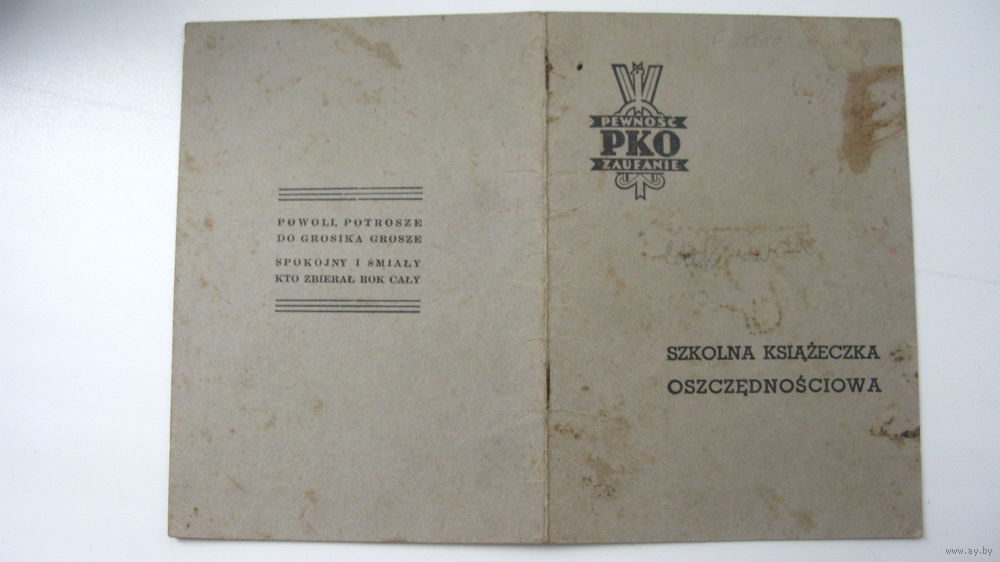 POWOLI, POTROSZE
DO GROSIKA GROSZE
SPOKOJNY I ŚMIAŁY
KTO ZBIERAŁ ROK CAŁY
PEWNOŚĆ
PKO
ZAUFANIE
SZKOLNA KSIĄŻECZKA
OSZCZĘDNOŚCIOWA
www.ay.by